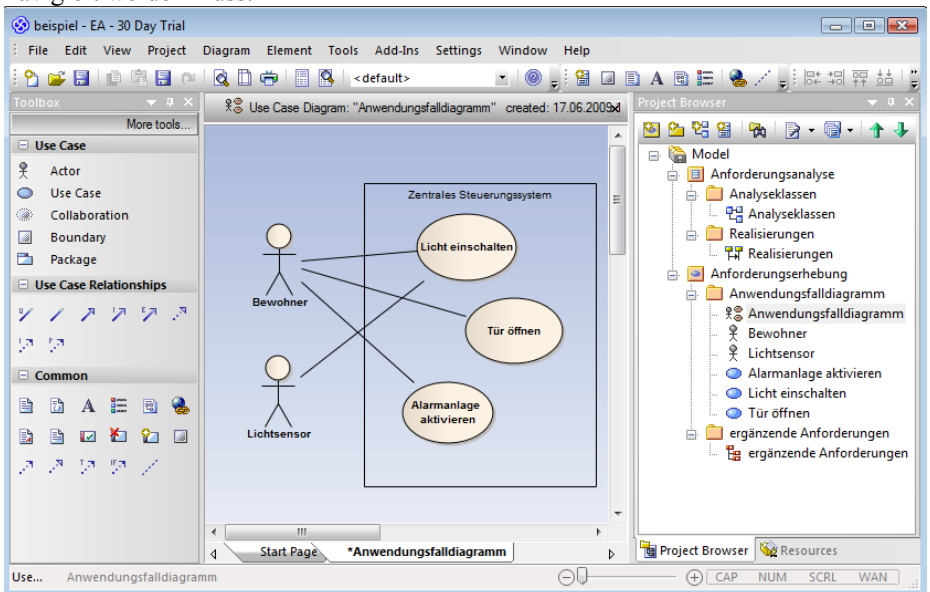 beispiel - EA - 30 Day Trial
File Edit View Project Diagram Element Tools Add-Ins Settings Window Help
<default>
Toolbox
More tools...
Use Case
Actor
Use Case
Collaboration
Boundary
Package
Use Case Relationships
Common
Use Case Diagram: "Anwendungsfalldiagramm" created: 17.06.2009
Zentrales Steuerungssystem
Licht einschalten
Bewohner
Tür öffnen
Alarmanlage
aktivieren
Lichtsensor
Start Page *Anwendungsfalldiagramm
Project Browser
Model
Anforderungsanalyse
Analyseklassen
Analyseklassen
Realisierungen
Realisierungen
Anforderungserhebung
Anwendungsfalldiagramm
Anwendungsfalldiagramm
Bewohner
Lichtsensor
Alarmanlage aktivieren
Licht einschalten
Tür öffnen
ergänzende Anforderungen
ergänzende Anforderungen
Project Browser Resources
Use... Anwendungsfalldiagramm CAP NUM SCRL WAN